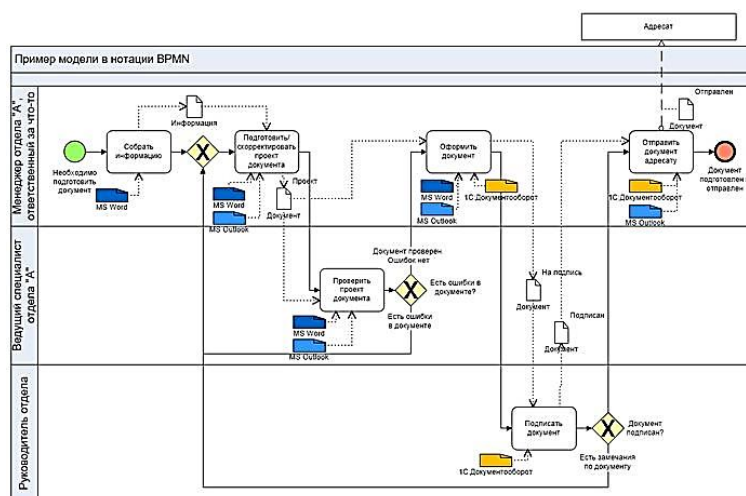 Адресат
Пример модели в нотации BPMN
Менеджер отдела "А",
ответственный за что-то
Необходимо
подготовить
документ
Собрать
информацию
MS Word
Информация
X
Подготовить/
скорректировать
проект
документа
MS Word
MS Outlook
Проект
Документ
Оформить
документ
MS Word
MS Outlook
1С Документооборот
Отправлен
Документ
Отправить
документ
адресату
1С Документооборот
MS Outlook
Документ
подготовлен и
отправлен
Ведущий специалист
отдела "А"
Проверить
проект
документа
MS Word
MS Outlook
Документ проверен
Ошибок нет
X
Есть ошибки в
документе?
Есть ошибки
в документе
На подпись
Документ
Подписан
Документ
Руководитель отдела
Подписать
документ
1С Документооборот
X
Документ
подписан?
Есть замечания
по документу